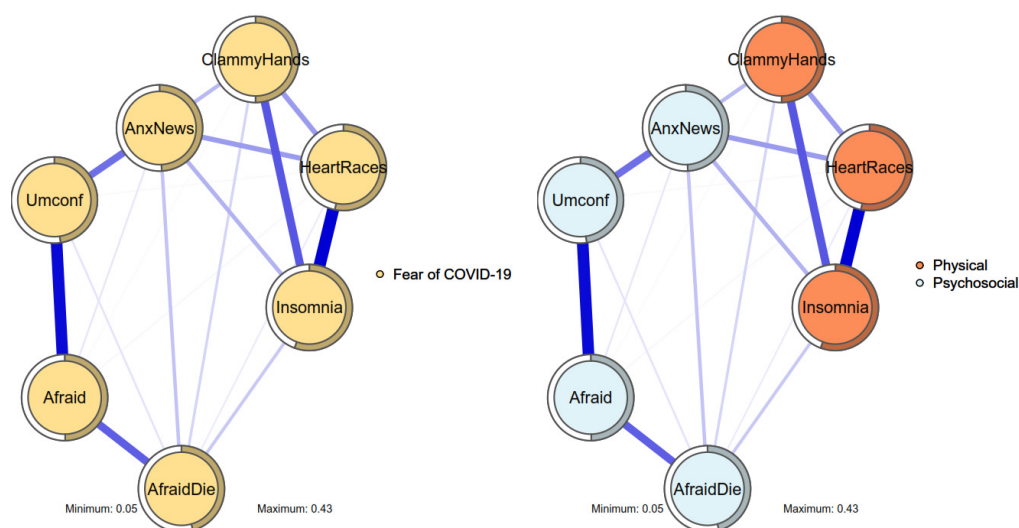 ClammyHands
AnxNews
HeartRaces
Umconf
Fear of COVID-19
Insomnia
Afraid
AfraidDie
Minimum: 0.05
Maximum: 0.43
ClammyHands
AnxNews
HeartRaces
Umconf
Physical
Psychosocial
Insomnia
Afraid
AfraidDie
Minimum: 0.05
Maximum: 0.43